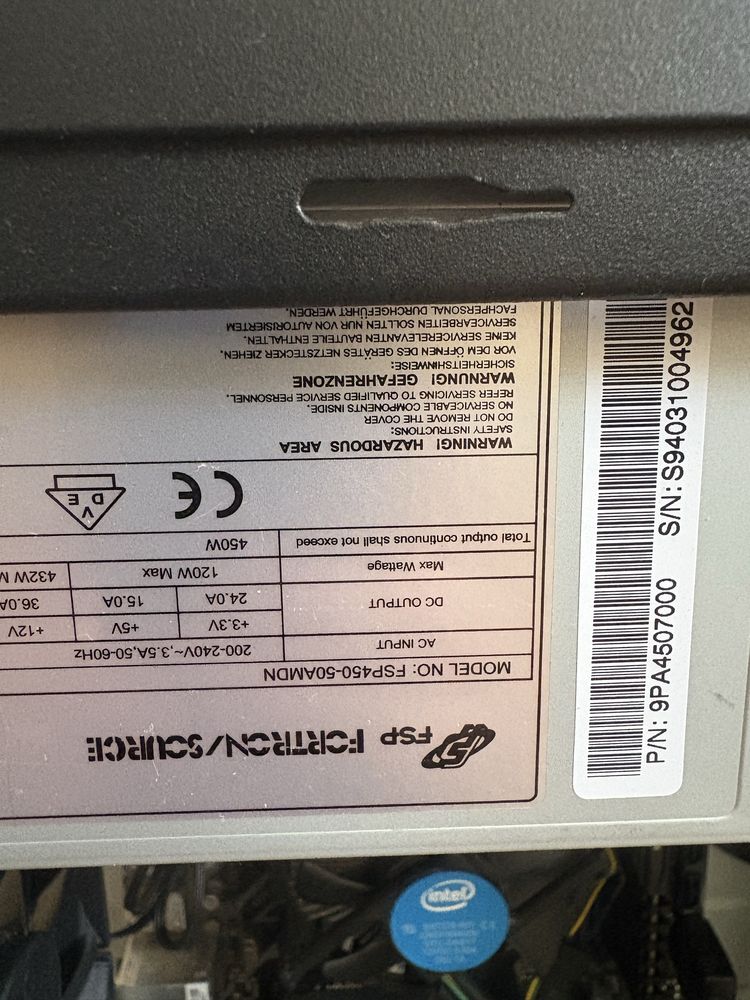 FSP FORTRON/SOURCE
MODEL NO: FSP450-50AMDN
AC INPUT 200-240V~,3.5A,50-60Hz
DC OUTPUT +3.3V +5V +12V
24.0A 15.0A 36.0A
Max Wattage 120W Max 432W
Total output continuous shall not exceed 450W
CE
V
D E
WARNING! HAZARDOUS AREA
SAFETY INSTRUCTIONS:
DO NOT REMOVE THE COVER
NO SERVICEABLE COMPONENTS INSIDE.
REFER SERVICING TO QUALIFIED SERVICE PERSONNEL.
WARNUNG! GEFAHRENZONE
SICHERHEITSHINWEISE:
VOR DEM ÖFFNEN DES GERÄTES NETZSTECKER ZIEHEN.
KEINE SERVICERELEVANTEN BAUTEILE ENTHALTEN.
SERVICEARBEITEN SOLLTEN NUR VON AUTORISIERTEM
FACHPERSONAL DURCHGEFÜHRT WERDEN.
P/N: 9PA4507000 S/N: S94031004962
intel